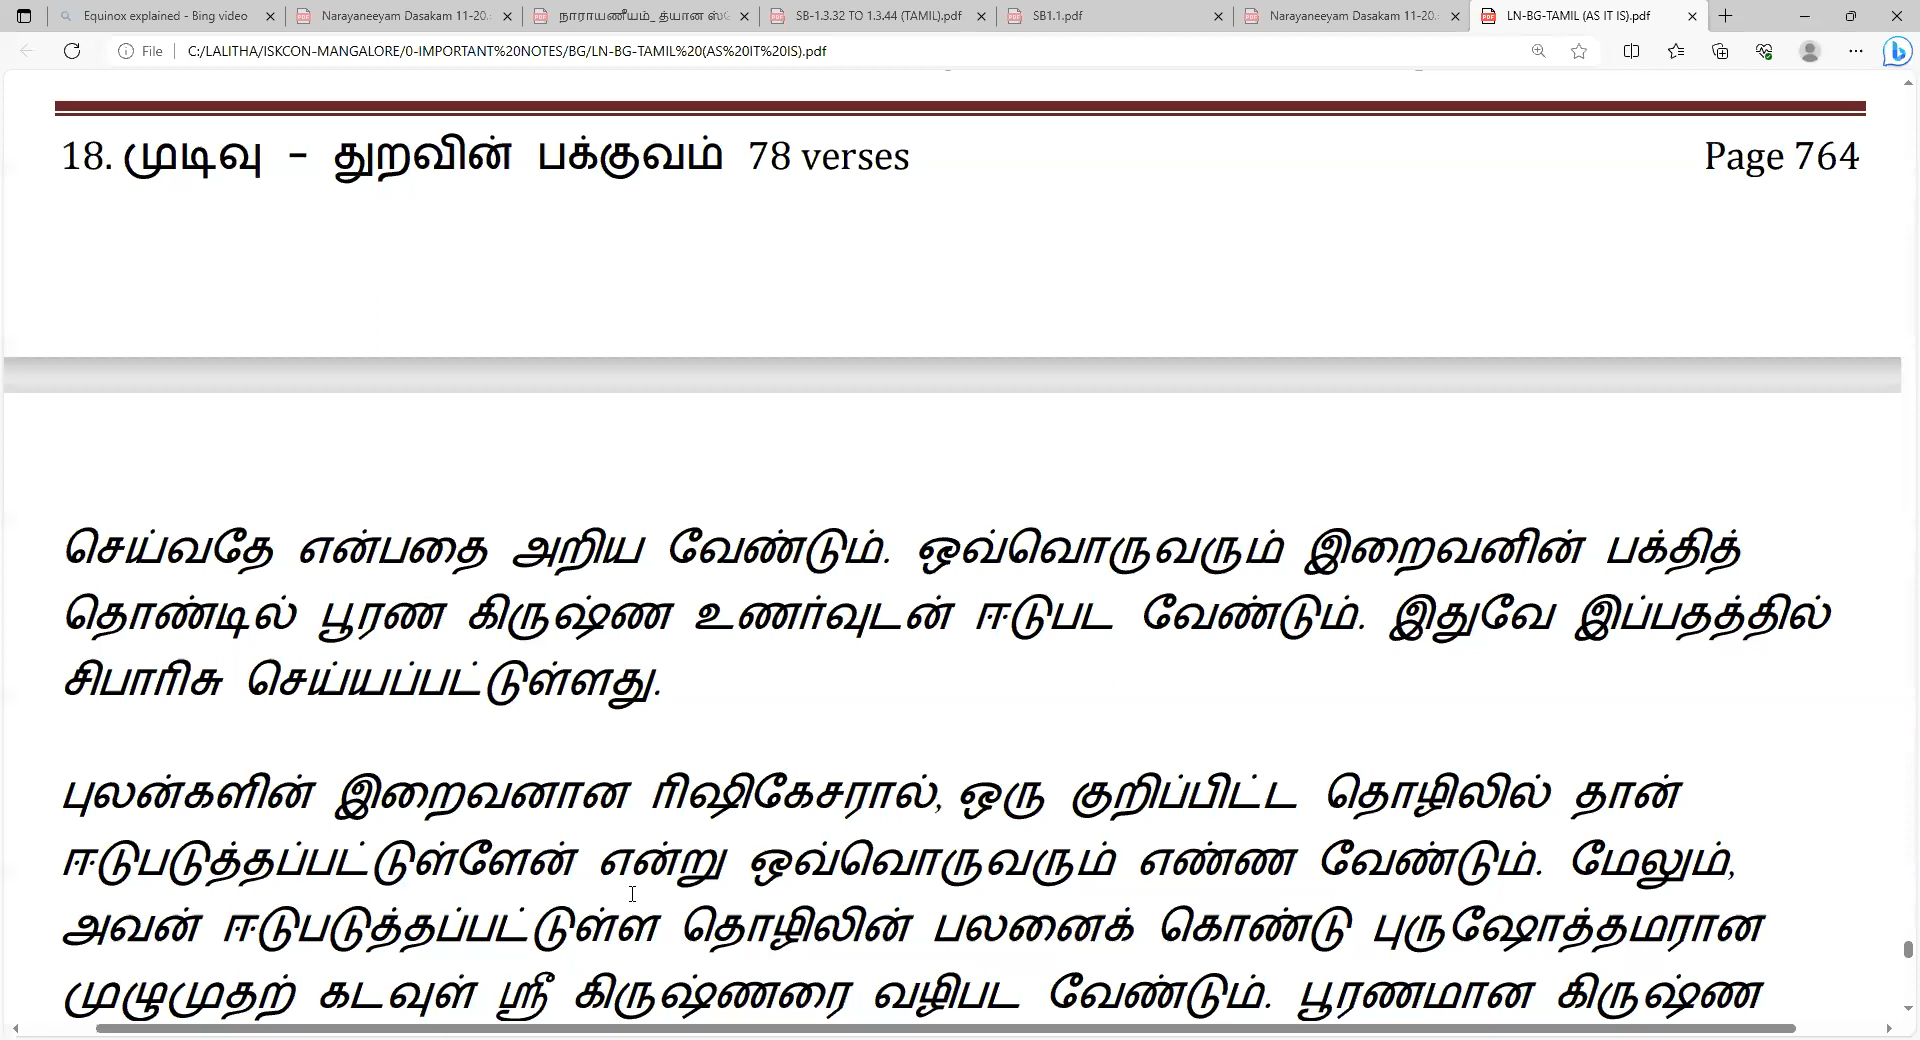 Equinox explained - Bing video
Narayaneeyam Dasakam 11-20.
நாராயணீயம்_ த்யான ஸ்
SB-1.3.32 TO 1.3.44 (TAMIL).pdf
SB1.1.pdf
Narayaneeyam Dasakam 11-20.
LN-BG-TAMIL (AS IT IS).pdf
File
C:/LALITHA/ISKCON-MANGALORE/0-IMPORTANT%20NOTES/BG/LN-BG-TAMIL%20(AS%20IT%20IS).pdf
18. முடிவு - துறவின் பக்குவம் 78 verses
Page 764
செய்வதே என்பதை அறிய வேண்டும். ஒவ்வொருவரும் இறைவனின் பக்தித்
தொண்டில் பூரண கிருஷ்ண உணர்வுடன் ஈடுபட வேண்டும். இதுவே இப்பதத்தில்
சிபாரிசு செய்யப்பட்டுள்ளது.
புலன்களின் இறைவனான ரிஷிகேசரால், ஒரு குறிப்பிட்ட தொழிலில் தான்
ஈடுபடுத்தப்பட்டுள்ளேன் என்று ஒவ்வொருவரும் எண்ண வேண்டும். மேலும்,
அவன் ஈடுபடுத்தப்பட்டுள்ள தொழிலின் பலனைக் கொண்டு புருஷோத்தமரான
முழுமுதற் கடவுள் ஸ்ரீ கிருஷ்ணரை வழிபட வேண்டும். பூரணமான கிருஷ்ண